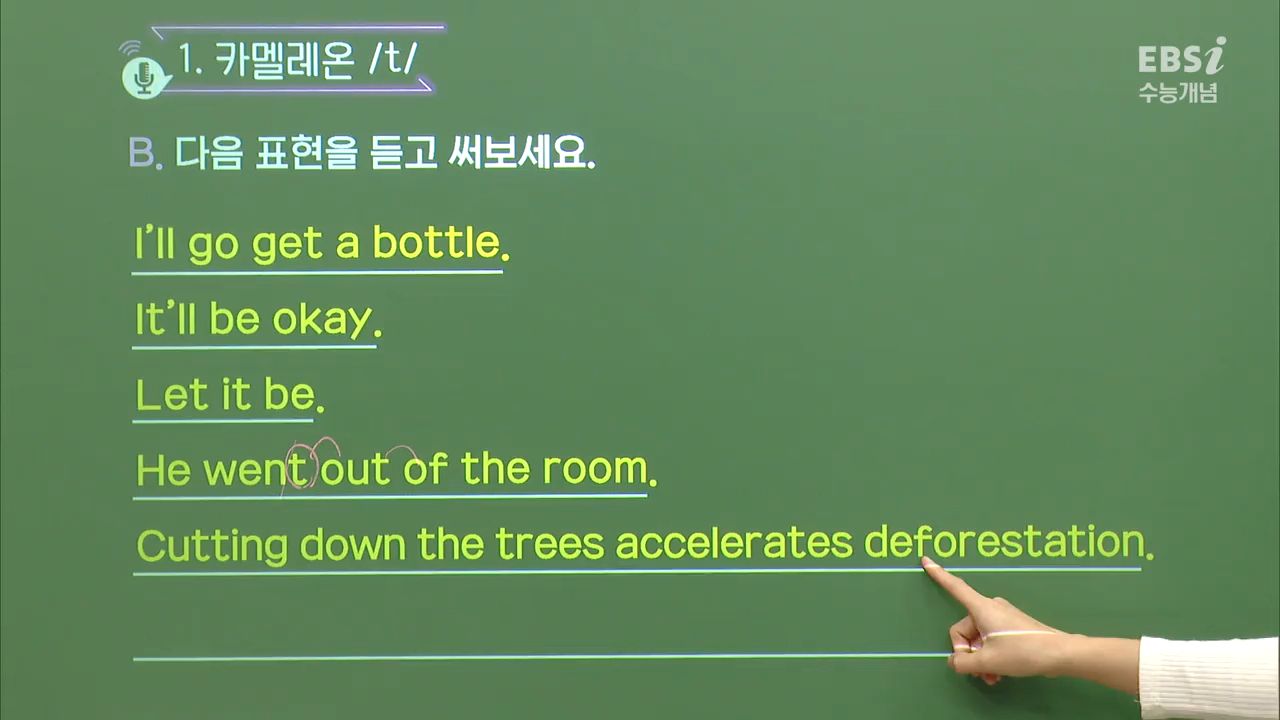 1. 카멜레온 /t/
EBSi
수능개념
B. 다음 표현을 듣고 써보세요.
I'll go get a bottle.
It'll be okay.
Let it be.
He went out of the room.
Cutting down the trees accelerates deforestation.